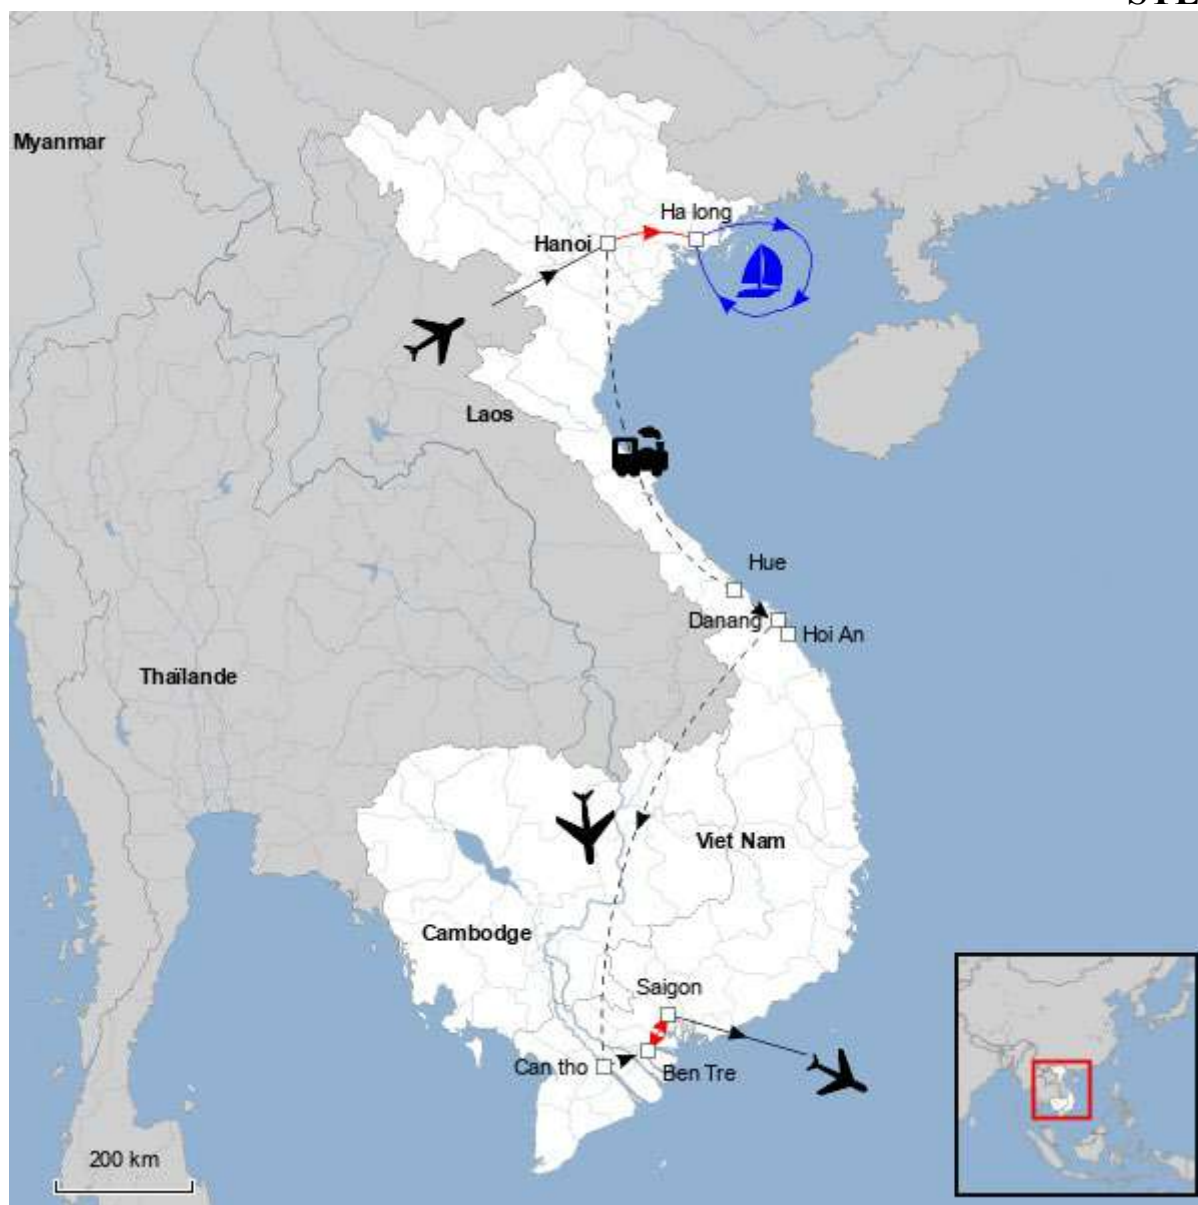 Myanmar
Ha long
Hanoi
Laos
Hue
Danang
Hoi An
Thaïlande
Viet Nam
Cambodge
Saigon
Can tho
Ben Tre
200 km